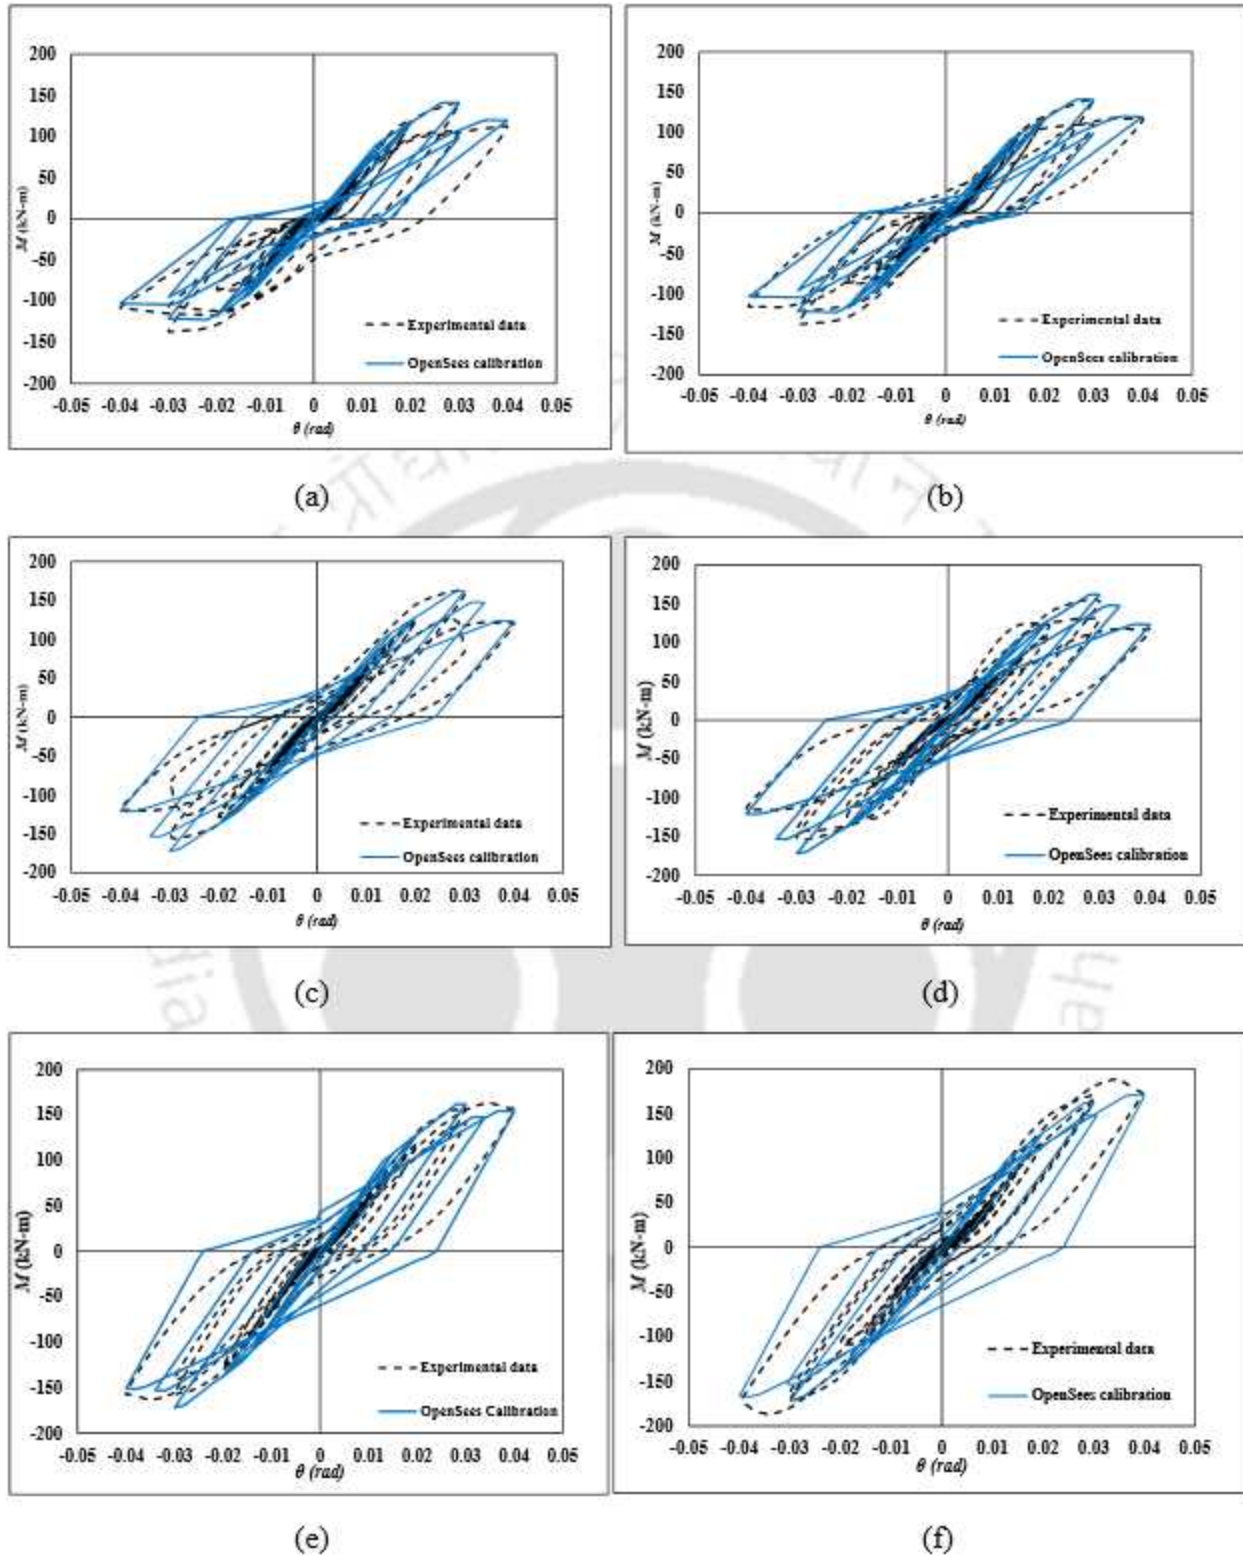 200
150
100
50
0
-50
-100
-150
-200
M (kN-m)
-0.05 -0.04 -0.03 -0.02 -0.01 0 0.01 0.02 0.03 0.04 0.05
θ (rad)
Experimental data
OpenSees calibration
(a)
200
150
100
50
0
-50
-100
-150
-200
M (kN-m)
-0.05 -0.04 -0.03 -0.02 -0.01 0 0.01 0.02 0.03 0.04 0.05
θ (rad)
Experimental data
OpenSees calibration
(b)
200
150
100
50
0
-50
-100
-150
-200
M (kN-m)
-0.05 -0.04 -0.03 -0.02 -0.01 0 0.01 0.02 0.03 0.04 0.05
θ (rad)
Experimental data
OpenSees calibration
(c)
200
150
100
50
0
-50
-100
-150
-200
M (kN-m)
-0.05 -0.04 -0.03 -0.02 -0.01 0 0.01 0.02 0.03 0.04 0.05
θ (rad)
Experimental data
OpenSees calibration
(d)
200
150
100
50
0
-50
-100
-150
-200
M (kN-m)
-0.05 -0.04 -0.03 -0.02 -0.01 0 0.01 0.02 0.03 0.04 0.05
θ (rad)
Experimental data
OpenSees Calibration
(e)
200
150
100
50
0
-50
-100
-150
-200
M (kN-m)
-0.05 -0.04 -0.03 -0.02 -0.01 0 0.01 0.02 0.03 0.04 0.05
θ (rad)
Experimental data
OpenSees calibration
(f)